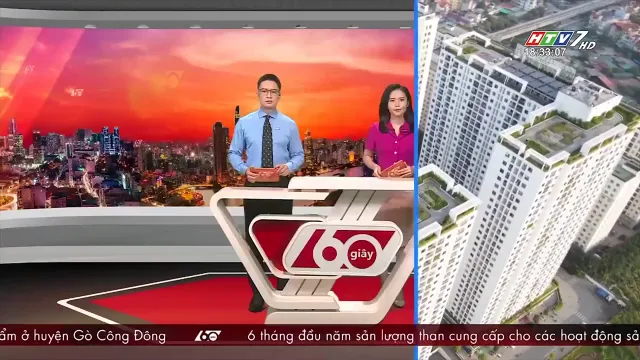 HTV7 HD
18:33:07
60 giây
ẩm ở huyện Gò Công Đông 60 6 tháng đầu năm sản lượng than cung cấp cho các hoạt động sả